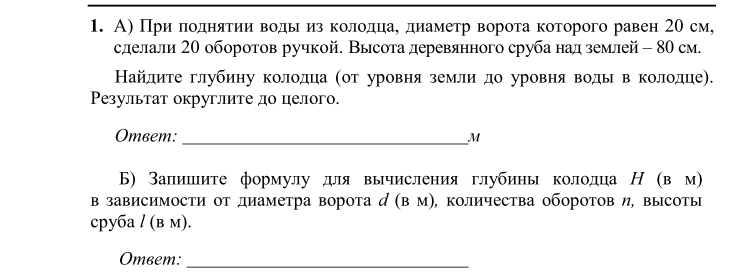 1. А) При поднятии воды из колодца, диаметр ворота которого равен 20 см,
сделали 20 оборотов ручкой. Высота деревянного сруба над землей – 80 см.
Найдите глубину колодца (от уровня земли до уровня воды в колодце).
Результат округлите до целого.
Ответ: ________________________________м
Б) Запишите формулу для вычисления глубины колодца H (в м)
в зависимости от диаметра ворота d (в м), количества оборотов n, высоты
сруба l (в м).
Ответ: ________________________________